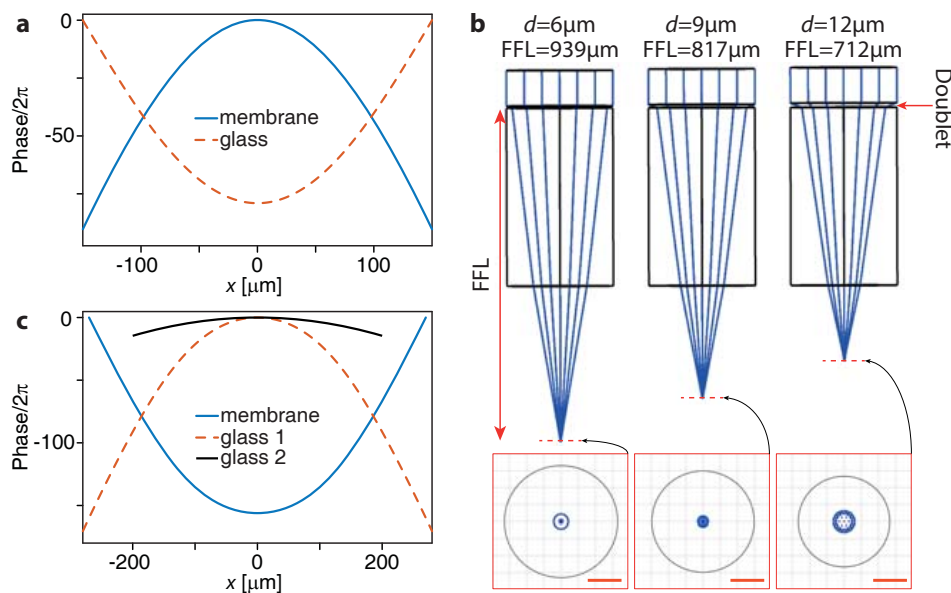 a
0
-50
Phase/2π
membrane
glass
-100
0
100
x [μm]
b
d=6μm
FFL=939μm
d=9μm
FFL=817μm
d=12μm
FFL=712μm
Doublet
FFL
c
0
-100
Phase/2π
membrane
glass 1
glass 2
-200
0
200
x [μm]